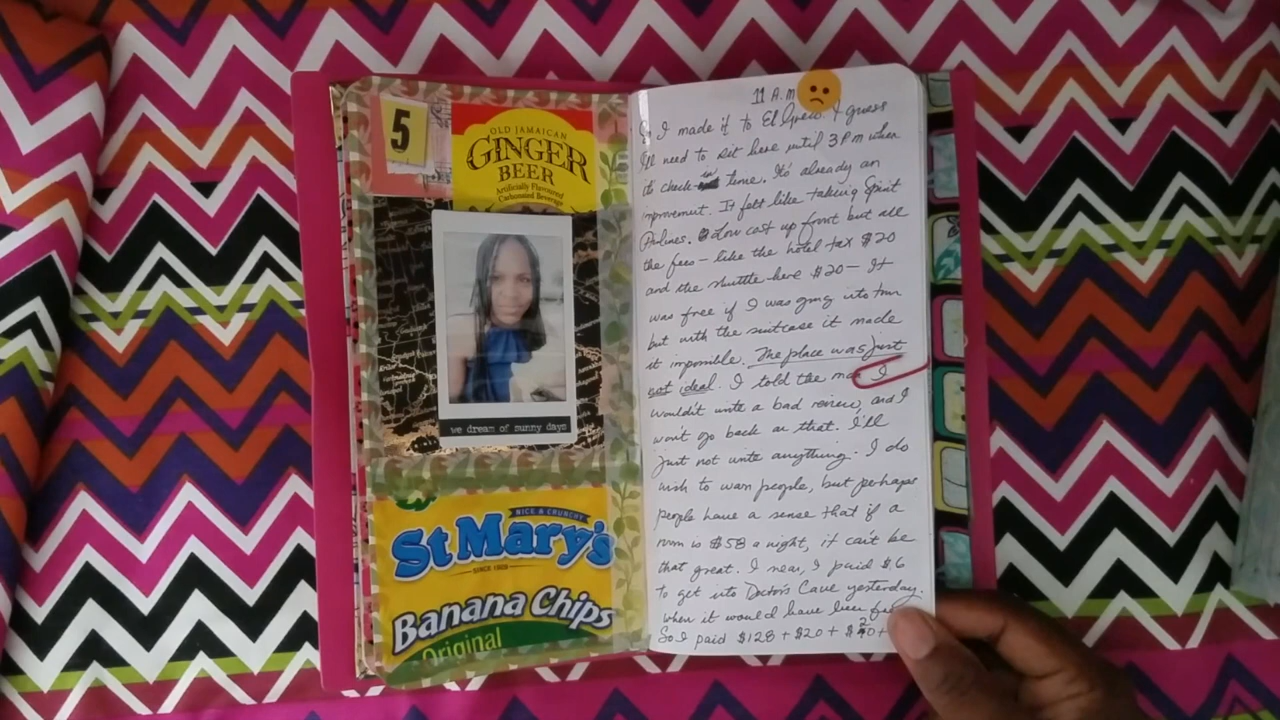 5
OLD JAMAICAN
GINGER
BEER
Artificially Flavoured
Carbonated Beverage
we dream of sunny days
NICE & CRUNCHY
St Mary's
SINCE
Banana Chips
Original
11 A.M
So I made it to El Greco I guess
I'll need to sit here until 3 Pm when
it check-in time. It's already an
improvement. It felt like taking Spirit
Airlines. Low cost up front but all
the fees - like the hotel tax $20
and the shuttle here $20 - It
was free if I was going into town
but with the suitcase it made
it impossible. The place was just
not ideal. I told the man I
wouldn't write a bad review, and I
won't go back on that. I'll
just not write anything. I do
wish to warn people, but perhaps
people have a sense that if a
room is $58 a night, it can't be
that great. I mean, I paid $6
to get into Doctor's Cave yesterday.
when it would have been
So I paid $128 + $20 + $20 +